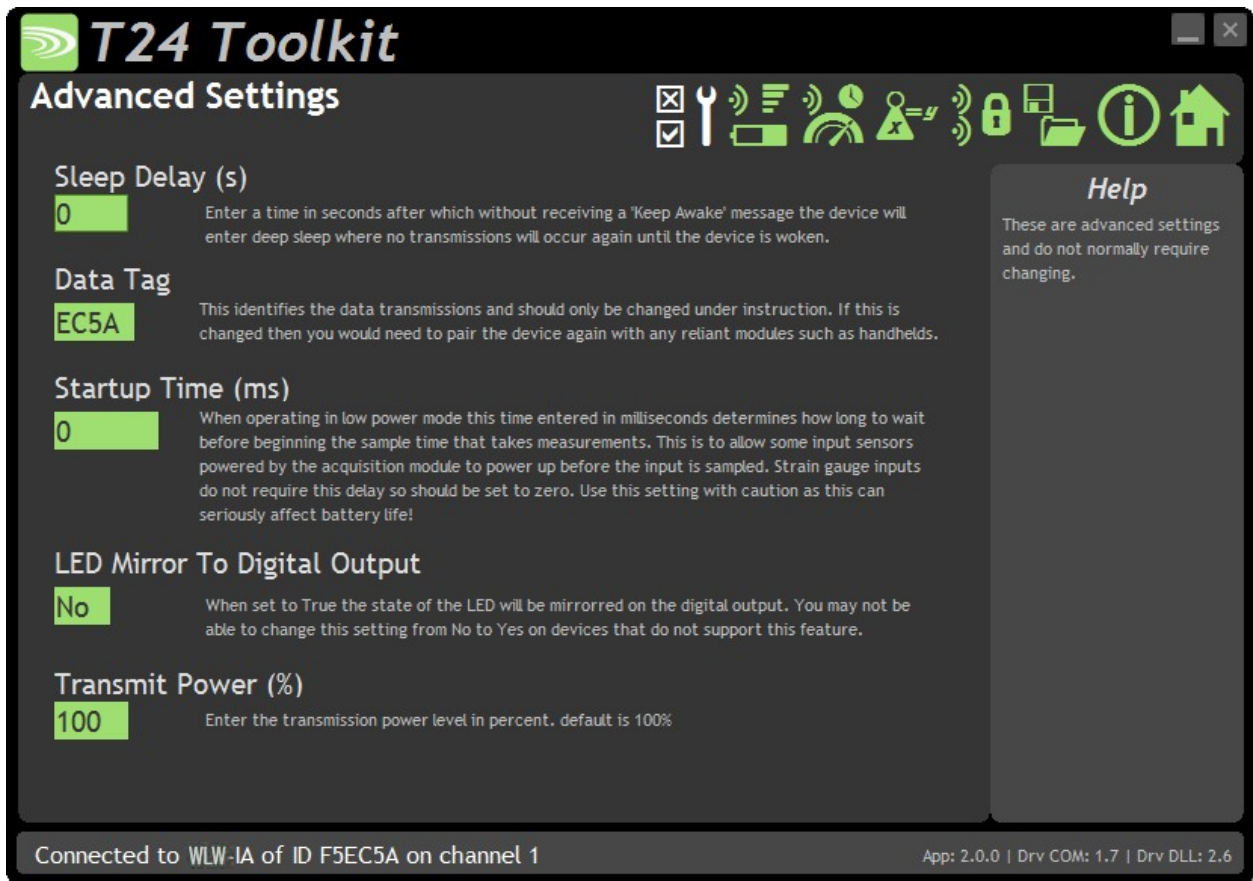 T24 Toolkit
Advanced Settings
x=y
Sleep Delay (s)
0
Enter a time in seconds after which without receiving a 'Keep Awake' message the device will
enter deep sleep where no transmissions will occur again until the device is woken.
Data Tag
EC5A
This identifies the data transmissions and should only be changed under instruction. If this is
changed then you would need to pair the device again with any reliant modules such as handhelds.
Startup Time (ms)
0
When operating in low power mode this time entered in milliseconds determines how long to wait
before beginning the sample time that takes measurements. This is to allow some input sensors
powered by the acquisition module to power up before the input is sampled. Strain gauge inputs
do not require this delay so should be set to zero. Use this setting with caution as this can
seriously affect battery life!
LED Mirror To Digital Output
No
When set to True the state of the LED will be mirrorred on the digital output. You may not be
able to change this setting from No to Yes on devices that do not support this feature.
Transmit Power (%)
100
Enter the transmission power level in percent. default is 100%
Help
These are advanced settings
and do not normally require
changing.
Connected to WLW-IA of ID F5EC5A on channel 1
App: 2.0.0 | Drv COM: 1.7 | Drv DLL: 2.6